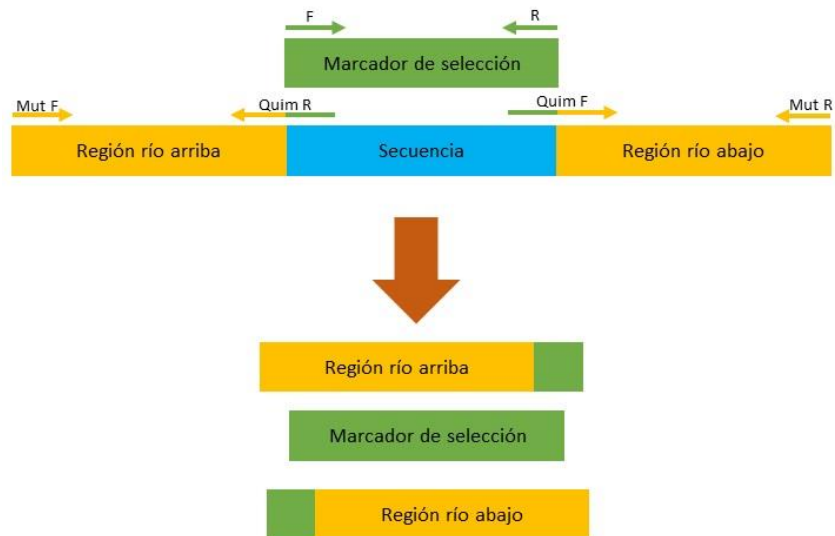 F
R
Marcador de selección
Mut F
Quim R
Quim F
Mut R
Región río arriba
Secuencia
Región río abajo
Región río arriba
Marcador de selección
Región río abajo